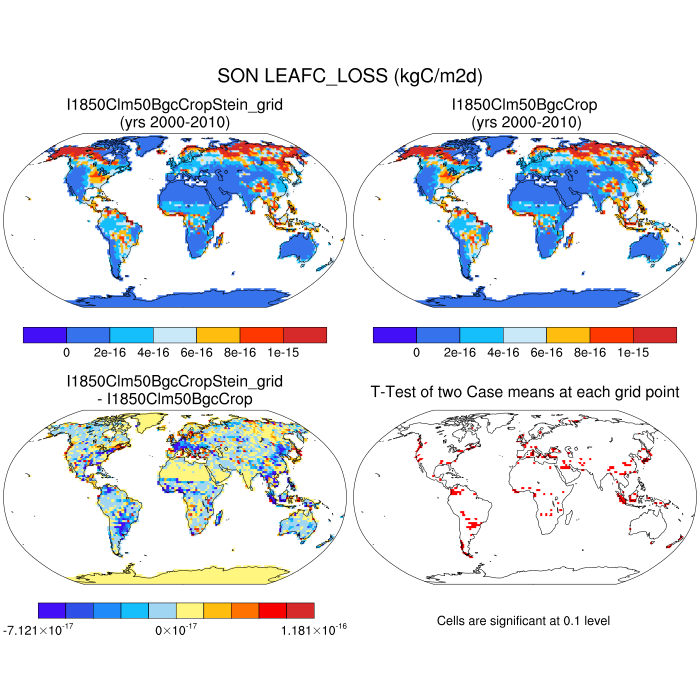 SON LEAFC_LOSS (kgC/m2d)
I1850Clm50BgcCropStein_grid
(yrs 2000-2010)
I1850Clm50BgcCrop
(yrs 2000-2010)
0 2e-16 4e-16 6e-16 8e-16 1e-15
0 2e-16 4e-16 6e-16 8e-16 1e-15
I1850Clm50BgcCropStein_grid
- I1850Clm50BgcCrop
T-Test of two Case means at each grid point
-7.121×10^-17 0×10^-17 1.181×10^-16
Cells are significant at 0.1 level